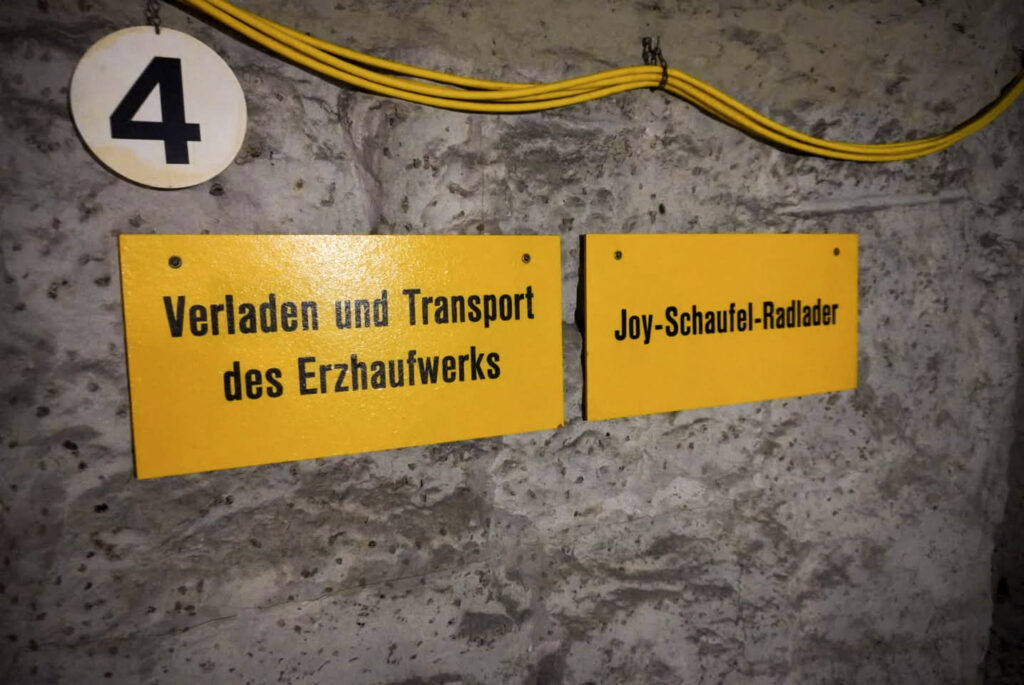 4
Verladen und Transport
des Erzhaufwerks
Joy-Schaufel-Radlader